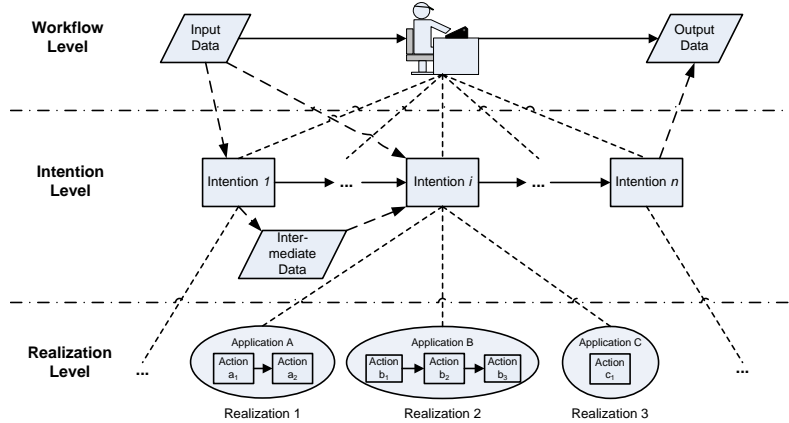 Workflow
Level
Input
Data
Output
Data
Intention
Level
Intention 1
...
Intention i
...
Intention n
Inter-
mediate
Data
Realization
Level
...
Application A
Action
a1
Action
a2
Realization 1
Application B
Action
b1
Action
b2
Action
b3
Realization 2
Application C
Action
c1
Realization 3
...